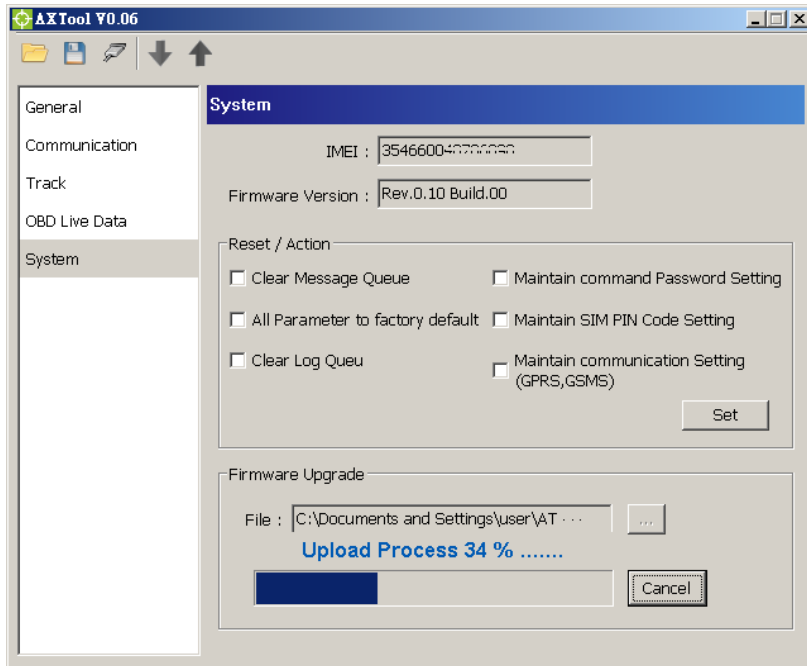 AXTool V0.06
General
Communication
Track
OBD Live Data
System
System
IMEI :
Firmware Version : Rev.0.10 Build.00
Reset / Action
Clear Message Queue
Maintain command Password Setting
All Parameter to factory default
Maintain SIM PIN Code Setting
Clear Log Queu
Maintain communication Setting
(GPRS,GSMS)
Set
Firmware Upgrade
File : C:\Documents and Settings\user\AT ···
...
Upload Process 34 % .......
Cancel